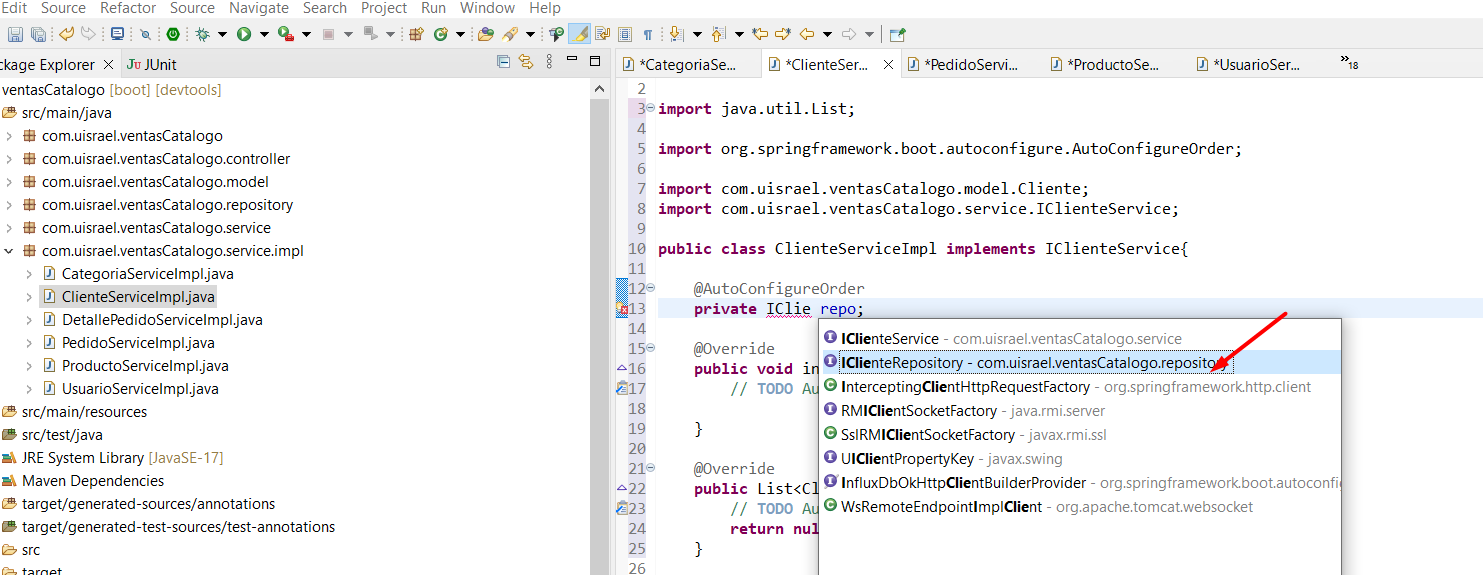 Edit Source Refactor Source Navigate Search Project Run Window Help
ckage Explorer
JUnit
ventasCatalogo [boot] [devtools]
src/main/java
com.uisrael.ventasCatalogo
com.uisrael.ventasCatalogo.controller
com.uisrael.ventasCatalogo.model
com.uisrael.ventasCatalogo.repository
com.uisrael.ventasCatalogo.service
com.uisrael.ventasCatalogo.service.impl
CategoriaServiceImpl.java
ClienteServiceImpl.java
DetallePedidoServiceImpl.java
PedidoServiceImpl.java
ProductoServiceImpl.java
UsuarioServiceImpl.java
src/main/resources
src/test/java
JRE System Library [JavaSE-17]
Maven Dependencies
target/generated-sources/annotations
target/generated-test-sources/test-annotations
src
target
*CategoriaSe... *ClienteSer... *PedidoServi... *ProductoSe... *UsuarioSer... »18
2
3 import java.util.List;
4
5 import org.springframework.boot.autoconfigure.AutoConfigureOrder;
6
7 import com.uisrael.ventasCatalogo.model.Cliente;
8 import com.uisrael.ventasCatalogo.service.IClienteService;
9
10 public class ClienteServiceImpl implements IClienteService{
11
12 @AutoConfigureOrder
13 private IClie repo;
14
15 @Override
16 public void in
17 // TODO Au
18
19 }
20
21 @Override
22 public List<Cl
23 // TODO Au
24 return nul
25 }
26
IClienteService - com.uisrael.ventasCatalogo.service
IClienteRepository - com.uisrael.ventasCatalogo.repository
InterceptingClientHttpRequestFactory - org.springframework.http.client
RMIClientSocketFactory - java.rmi.server
SslRMIClientSocketFactory - javax.rmi.ssl
UIClientPropertyKey - javax.swing
InfluxDbOkHttpClientBuilderProvider - org.springframework.boot.autoconfig
WsRemoteEndpointImplClient - org.apache.tomcat.websocket